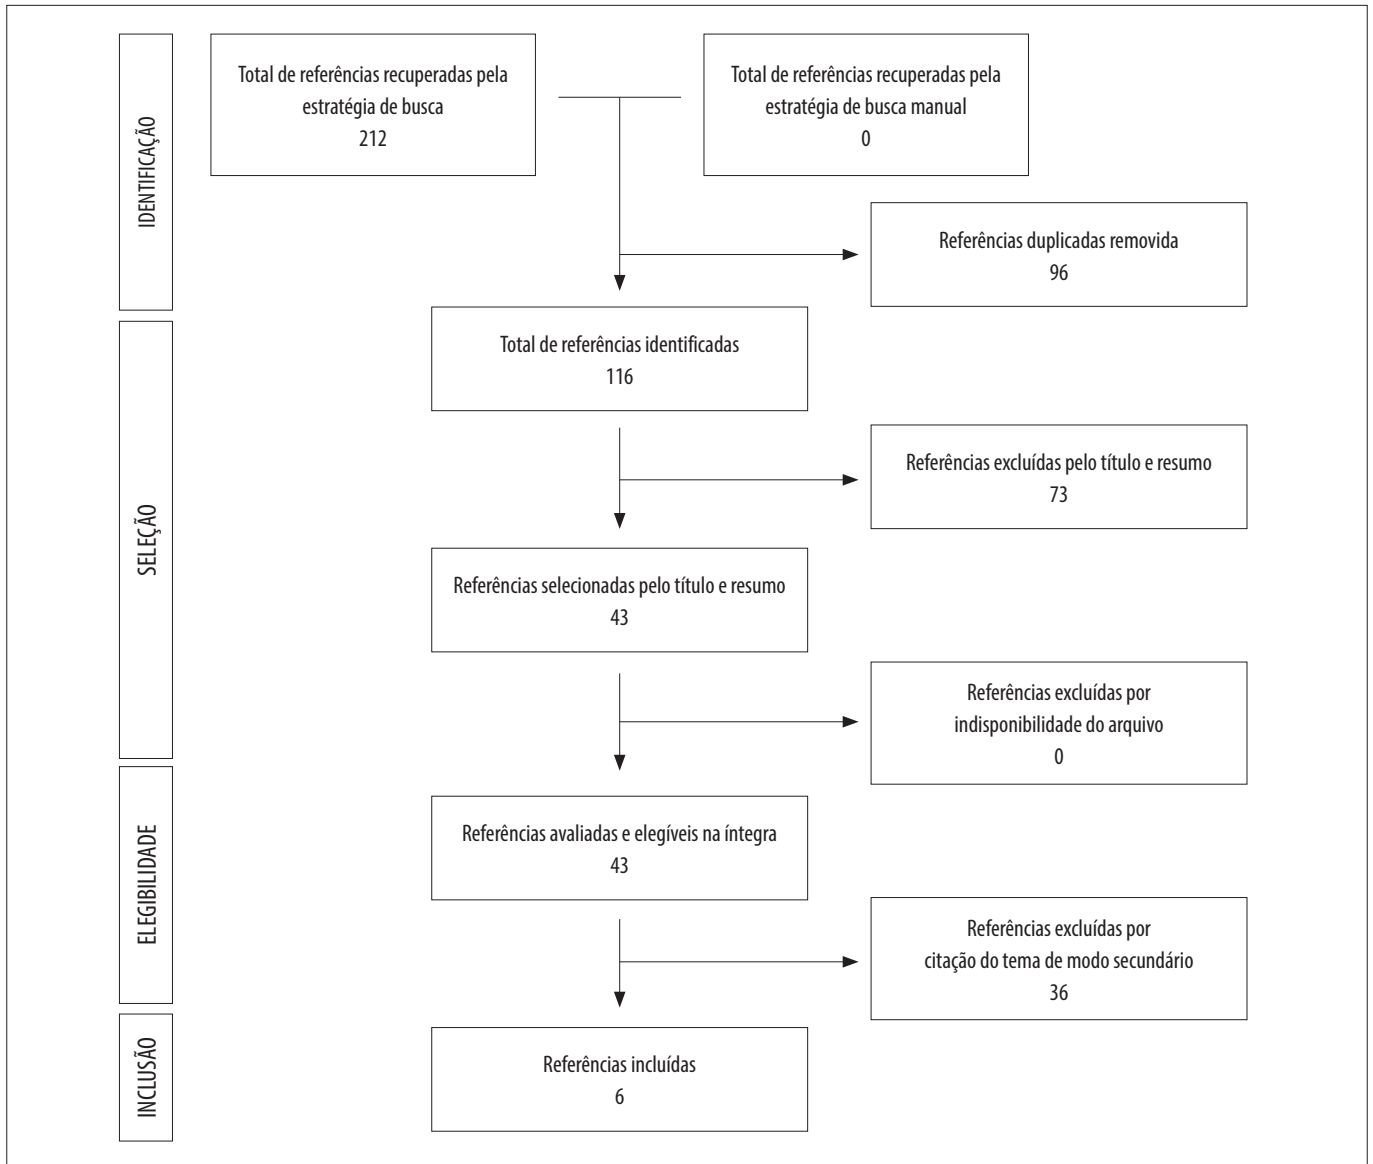 IDENTIFICAÇÃO
Total de referências recuperadas pela
estratégia de busca
212
Total de referências recuperadas pela
estratégia de busca manual
0
Referências duplicadas removida
96
SELEÇÃO
Total de referências identificadas
116
Referências excluídas pelo título e resumo
73
Referências selecionadas pelo título e resumo
43
Referências excluídas por
indisponibilidade do arquivo
0
ELEGIBILIDADE
Referências avaliadas e elegíveis na íntegra
43
Referências excluídas por
citação do tema de modo secundário
36
INCLUSÃO
Referências incluídas
6